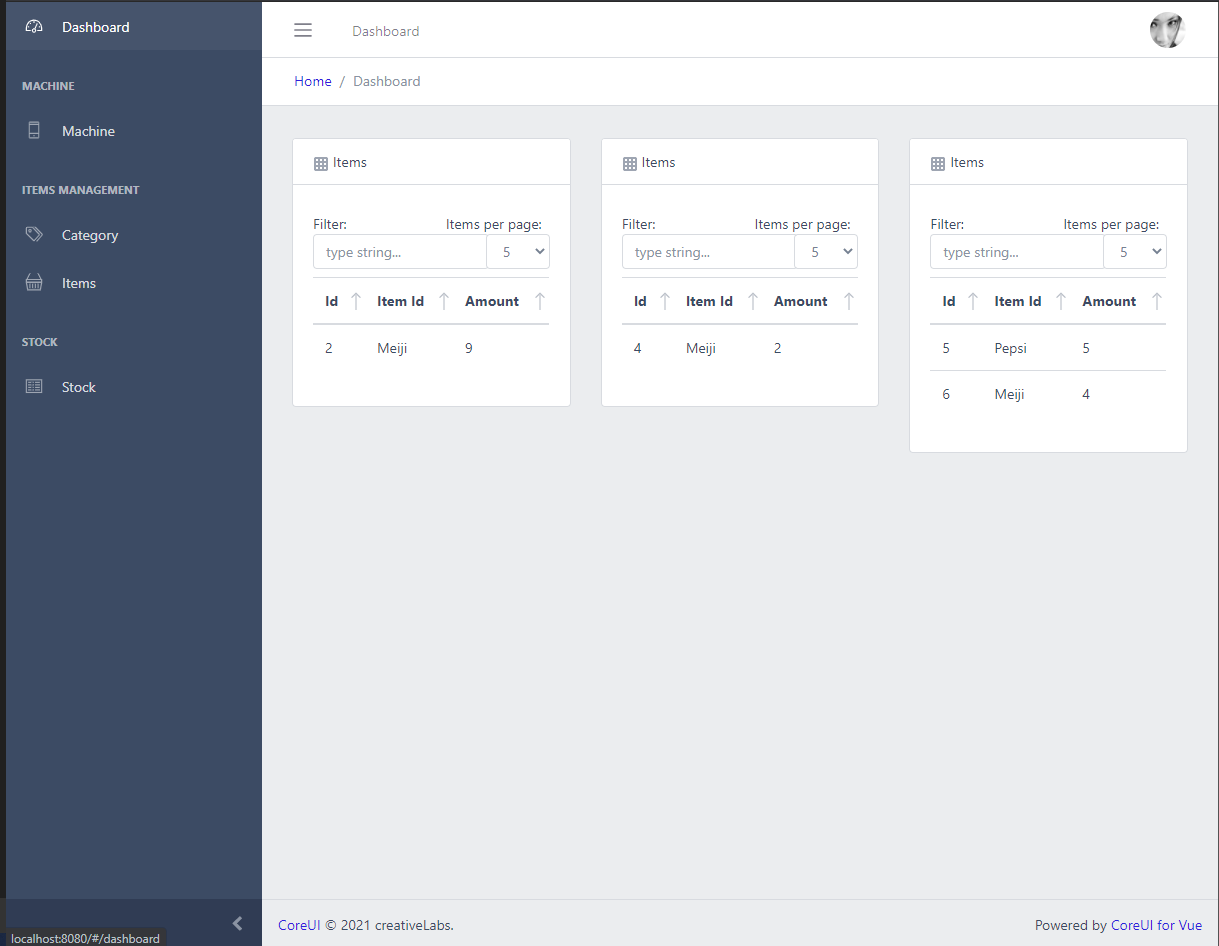 Dashboard
MACHINE
Machine
ITEMS MANAGEMENT
Category
Items
STOCK
Stock
localhost:8080/#/dashboard
Dashboard
Home / Dashboard
Items
Filter: Items per page:
type string... 5
Id Item Id Amount
2 Meiji 9
Items
Filter: Items per page:
type string... 5
Id Item Id Amount
4 Meiji 2
Items
Filter: Items per page:
type string... 5
Id Item Id Amount
5 Pepsi 5
6 Meiji 4
CoreUI © 2021 creativeLabs.
Powered by CoreUI for Vue